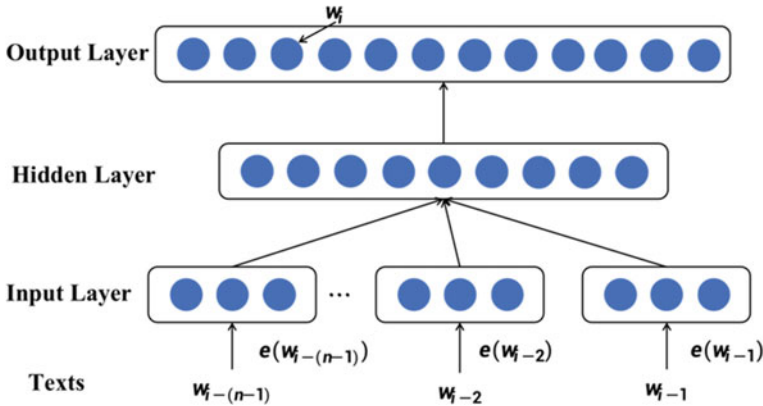 wᵢ
Output Layer
Hidden Layer
Input Layer
...
e(wᵢ₋₍ₙ₋₁₎) e(wᵢ₋₂) e(wᵢ₋₁)
Texts wᵢ₋₍ₙ₋₁₎ wᵢ₋₂ wᵢ₋₁